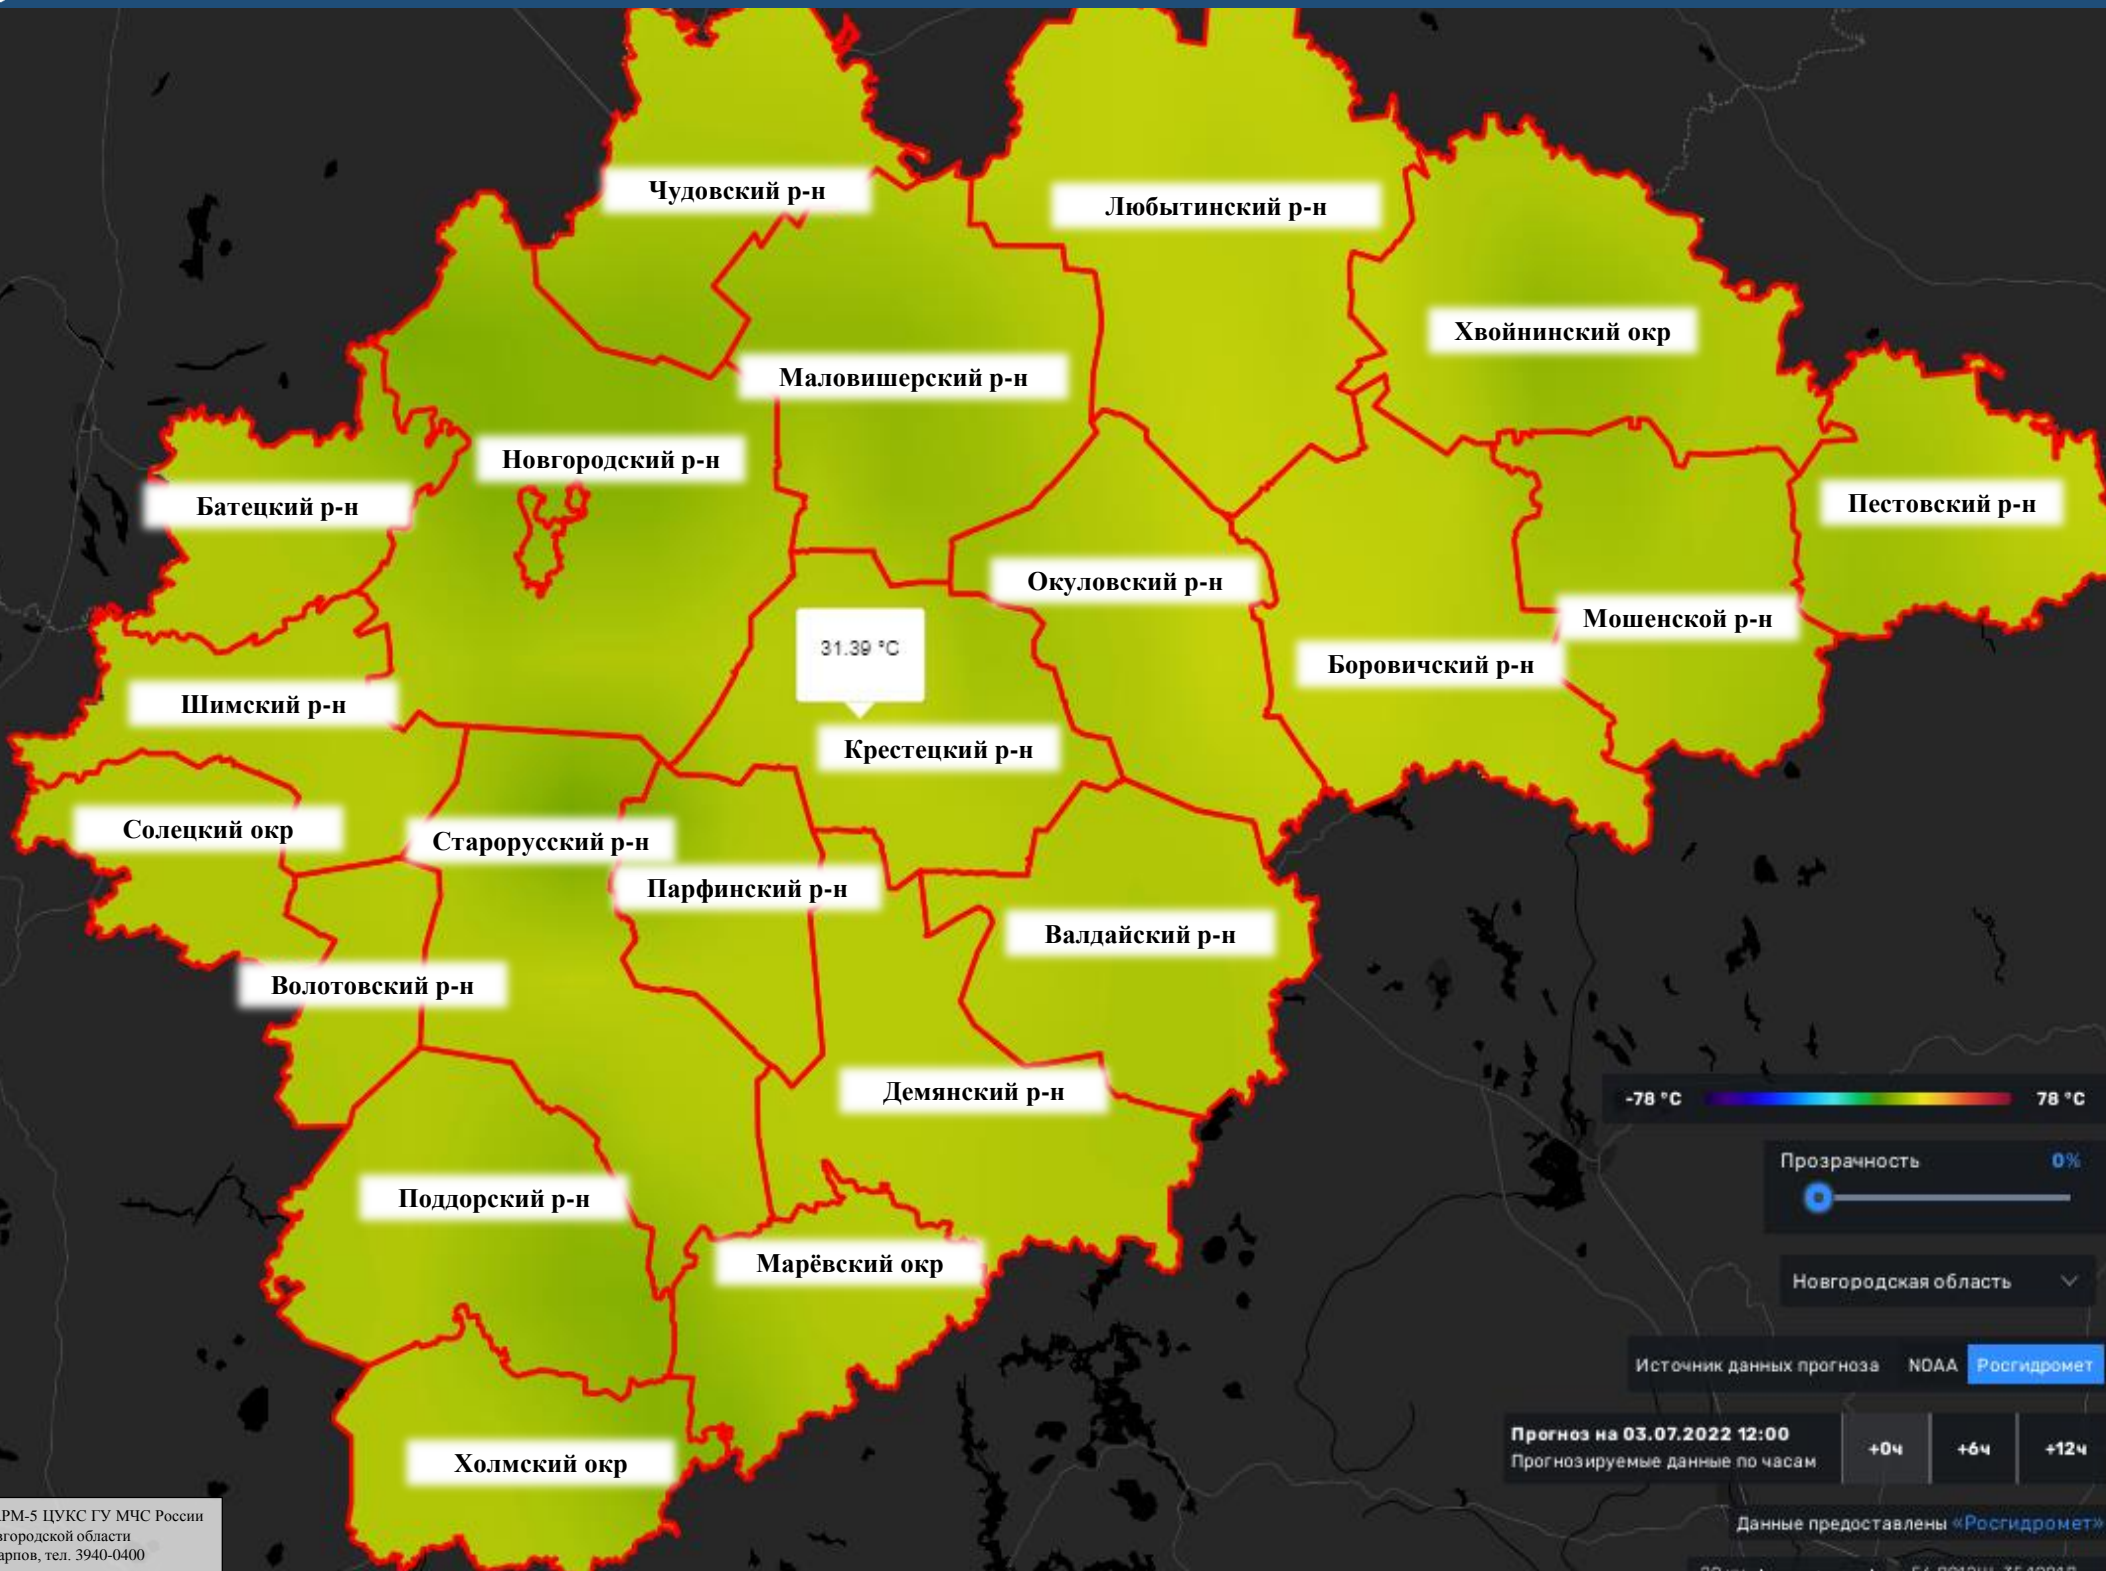 Чудовский р-н
Любытинский р-н
Хвойнинский окр
Маловишерский р-н
Новгородский р-н
Батецкий р-н
Пестовский р-н
Окуловский р-н
Мошенской р-н
31.39 °C
Боровичский р-н
Шимский р-н
Крестецкий р-н
Солецкий окр
Старорусский р-н
Парфинский р-н
Валдайский р-н
Волотовский р-н
Демянский р-н
-78 °C 78 °C
Прозрачность 0%
Поддорский р-н
Марёвский окр
Новгородская область
Источник данных прогноза NOAA Росгидромет
Прогноз на 03.07.2022 12:00
Прогнозируемые данные по часам
+0ч +6ч +12ч
Холмский окр
РМ-5 ЦУКС ГУ МЧС России
городской области
арпов, тел. 3940-0400
Данные предоставлены «Росгидромет»